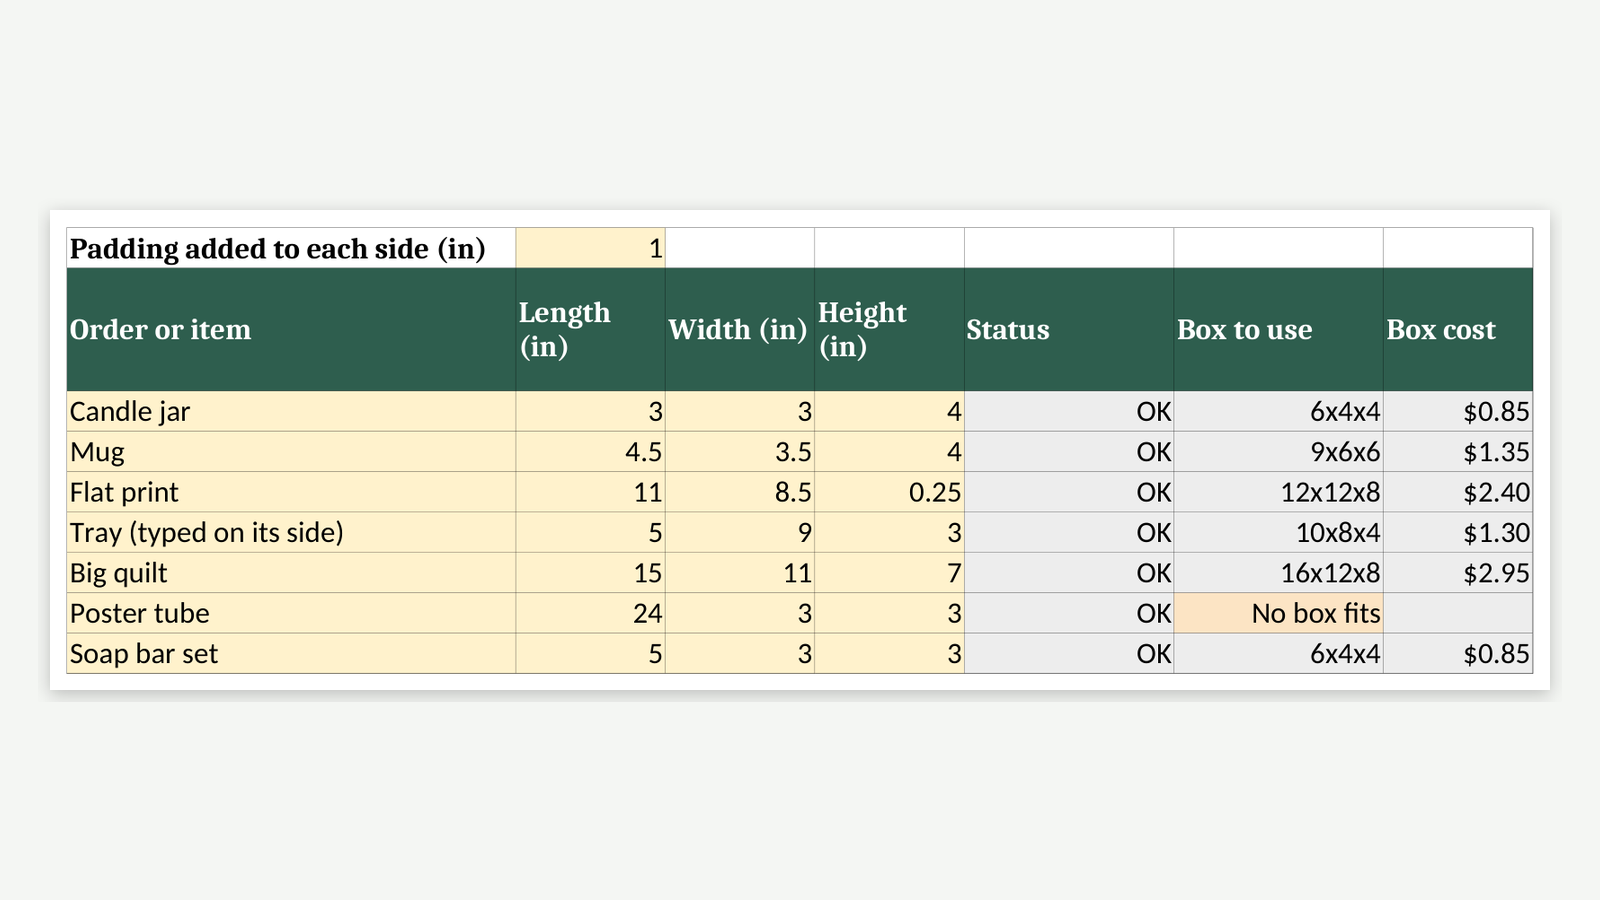 Padding added to each side (in) 1
Order or item Length (in) Width (in) Height (in) Status Box to use Box cost
Candle jar 3 3 4 OK 6x4x4 $0.85
Mug 4.5 3.5 4 OK 9x6x6 $1.35
Flat print 11 8.5 0.25 OK 12x12x8 $2.40
Tray (typed on its side) 5 9 3 OK 10x8x4 $1.30
Big quilt 15 11 7 OK 16x12x8 $2.95
Poster tube 24 3 3 OK No box fits
Soap bar set 5 3 3 OK 6x4x4 $0.85